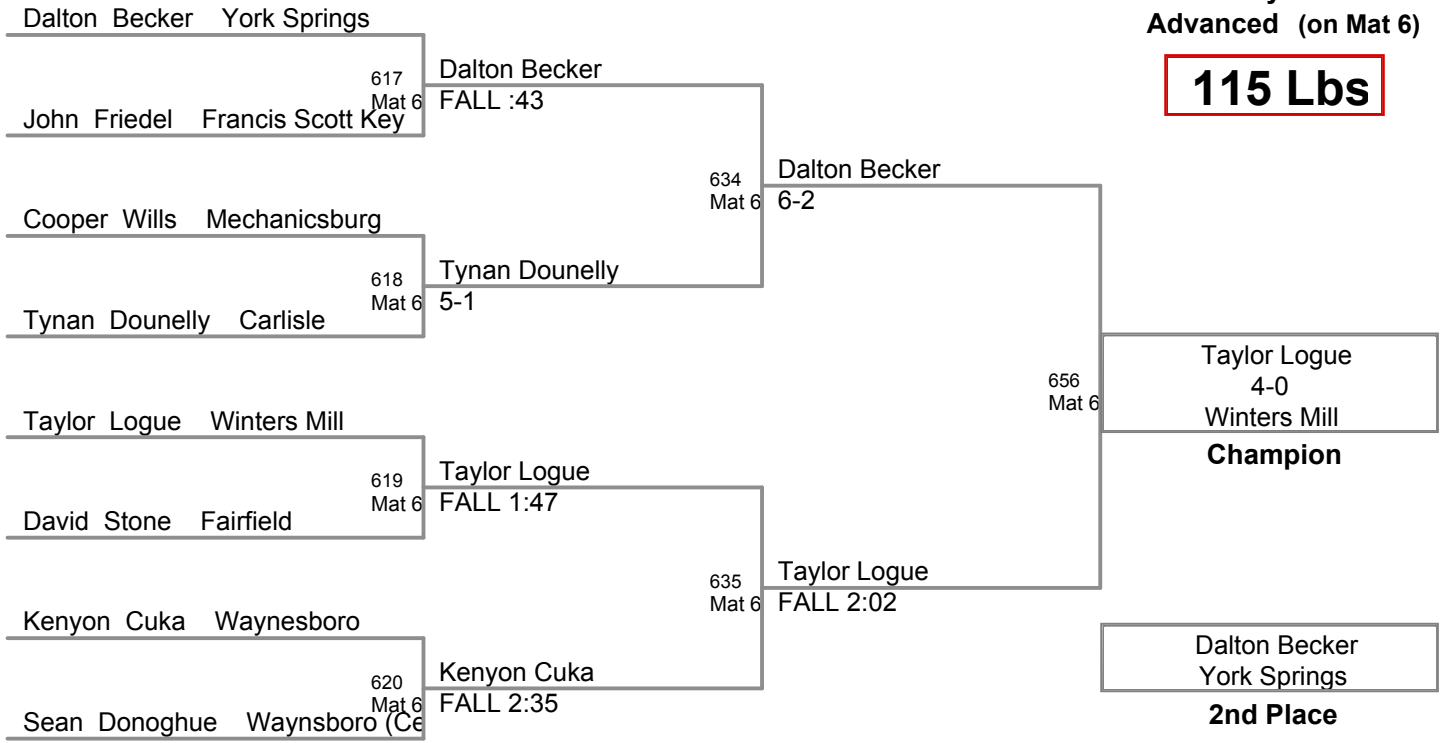 Advanced (on Mat 6)
115 Lbs
Dalton Becker York Springs
617
Mat 6
John Friedel Francis Scott Key
Dalton Becker
FALL :43
Cooper Wills Mechanicsburg
618
Mat 6
Tynan Dounelly Carlisle
Tynan Dounelly
5-1
634
Mat 6
Dalton Becker
6-2
Taylor Logue Winters Mill
619
Mat 6
David Stone Fairfield
Taylor Logue
FALL 1:47
Kenyon Cuka Waynesboro
620
Mat 6
Sean Donoghue Waynsboro (Ce
Kenyon Cuka
FALL 2:35
635
Mat 6
Taylor Logue
FALL 2:02
656
Mat 6
Taylor Logue
4-0
Winters Mill
Champion
Dalton Becker
York Springs
2nd Place